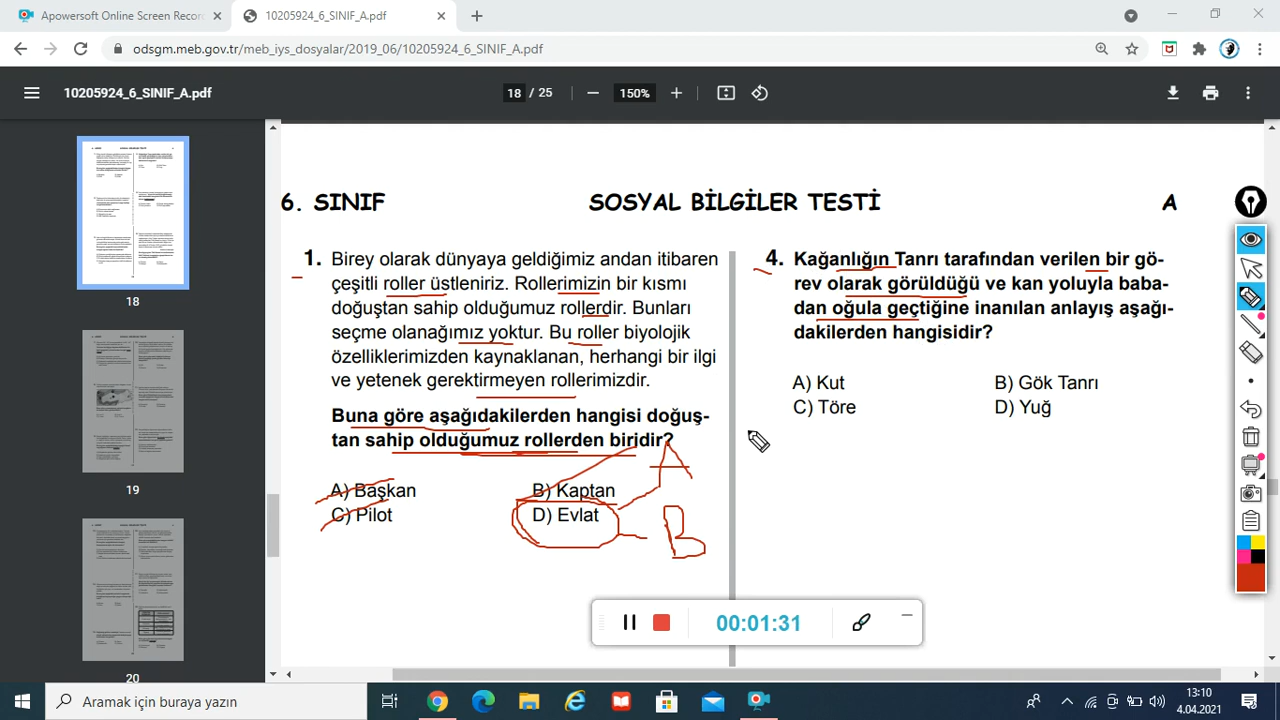 Apowersoft Online Screen Recor
10205924_6_SINIF_A.pdf
odsgm.meb.gov.tr/meb_iys_dosyalar/2019_06/10205924_6_SINIF_A.pdf
10205924_6_SINIF_A.pdf
18 / 25
150%
18
19
20
6. SINIF
SOSYAL BİLGİLER TESTİ
A
1. Birey olarak dünyaya geldiğimiz andan itibaren
çeşitli roller üstleniriz. Rollerimizin bir kısmı
doğuştan sahip olduğumuz rollerdir. Bunları
seçme olanağımız yoktur. Bu roller biyolojik
özelliklerimizden kaynaklanan, herhangi bir ilgi
ve yetenek gerektirmeyen rollerimizdir.
Buna göre aşağıdakilerden hangisi doğuş-
tan sahip olduğumuz rollerden biridir?
A) Başkan
B) Kaptan
C) Pilot
D) Evlat
A
B
4. Kağanlığın Tanrı tarafından verilen bir gö-
rev olarak görüldüğü ve kan yoluyla baba-
dan oğula geçtiğine inanılan anlayış aşağı-
dakilerden hangisidir?
A) Kut
B) Gök Tanrı
C) Töre
D) Yuğ
00:01:31
Aramak için buraya yazın
13:10
4.04.2021